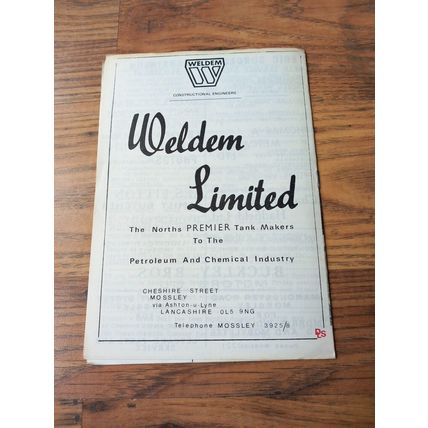 WELDEM
CONSTRUCTIONAL ENGINEERS
Weldem
Limited
The Norths PREMIER Tank Makers
To The
Petroleum And Chemical Industry
CHESHIRE STREET
MOSSLEY
via Ashton-u-Lyne
LANCASHIRE OL5 9NG
Telephone MOSSLEY 3925/8